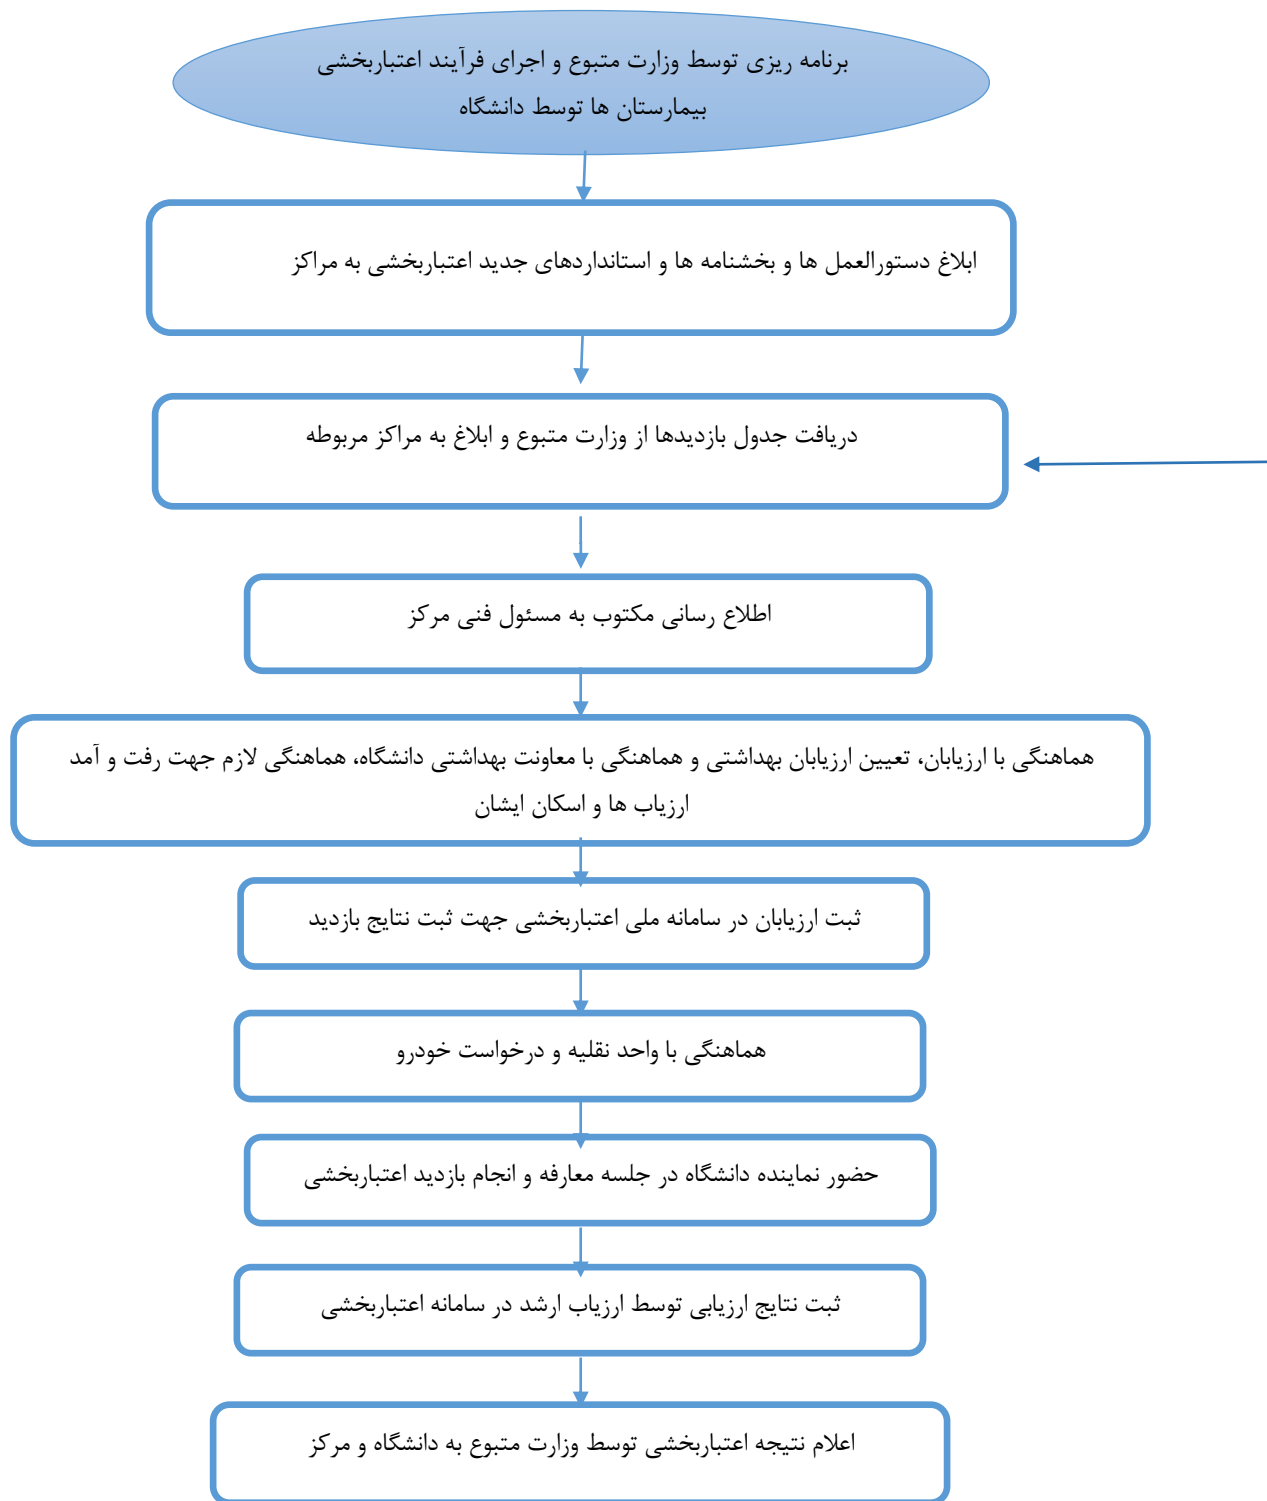 برنامه ریزی توسط وزارت متبوع و اجرای فرآیند اعتباربخشی
بیمارستان ها توسط دانشگاه
ابلاغ دستورالعمل ها و بخشنامه ها و استانداردهای جدید اعتباربخشی به مراکز
دریافت جدول بازدیدها از وزارت متبوع و ابلاغ به مراکز مربوطه
اطلاع رسانی مکتوب به مسئول فنی مرکز
هماهنگی با ارزیابان، تعیین ارزیابان بهداشتی و هماهنگی با معاونت بهداشتی دانشگاه، هماهنگی لازم جهت رفت و آمد
ارزیاب ها و اسکان ایشان
ثبت ارزیابان در سامانه ملی اعتباربخشی جهت ثبت نتایج بازدید
هماهنگی با واحد نقلیه و درخواست خودرو
حضور نماینده دانشگاه در جلسه معارفه و انجام بازدید اعتباربخشی
ثبت نتایج ارزیابی توسط ارزیاب ارشد در سامانه اعتباربخشی
اعلام نتیجه اعتباربخشی توسط وزارت متبوع به دانشگاه و مرکز